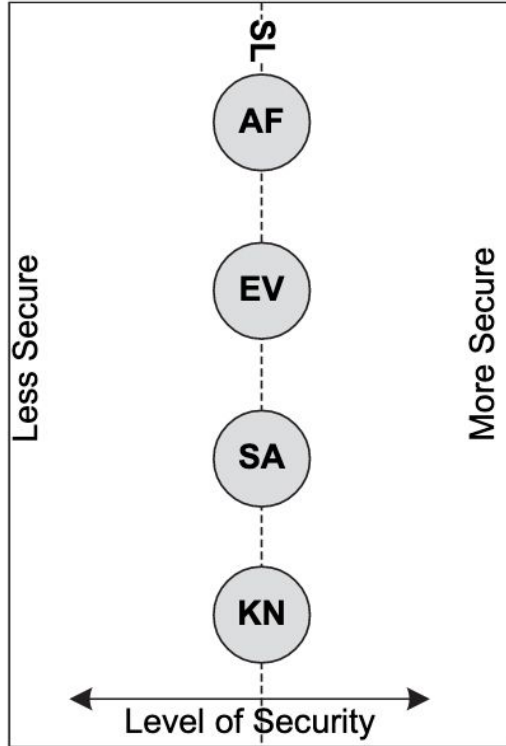 SL
AF
EV
Less Secure
More Secure
SA
KN
Level of Security